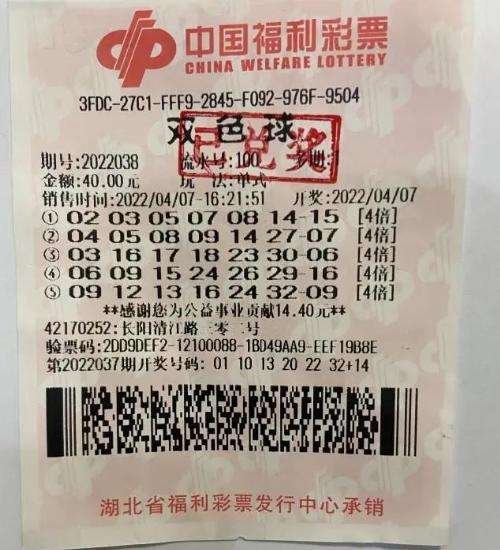 中国福利彩票
CHINA WELFARE LOTTERY
3FDC-27C1-FFF9-2845-F092-976F-9504
双色球
已兑奖
期号:2022038 流水号:100 多期:1
金额:40.00元 玩 法:单式
销售时间:2022/04/07-16:21:51 开奖:2022/04/07
① 02 03 05 07 08 14-15 [4倍]
② 04 05 08 09 14 27-07 [4倍]
③ 03 16 17 18 23 30-06 [4倍]
④ 06 09 15 24 26 29-16 [4倍]
⑤ 09 12 13 16 24 32-09 [4倍]
**感谢您为公益事业贡献14.40元**
42170252:长阳清江路三零二号
验票码:2DD9DEF2-12100088-1B049AA9-EEF19B8E
第2022037期开奖号码: 01 10 13 20 22 32+14
湖北省福利彩票发行中心承销